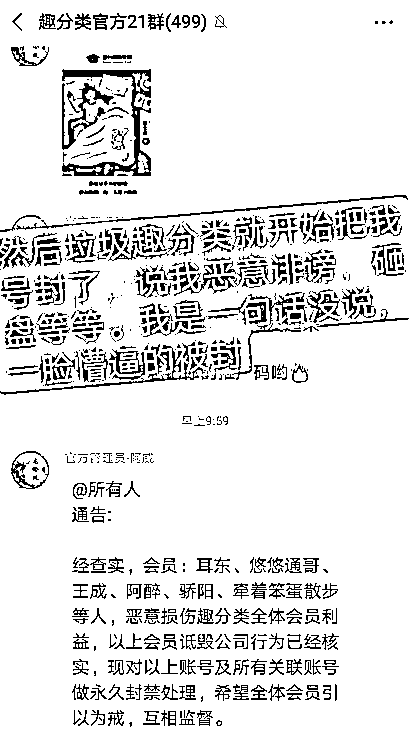 趣分类官方21群(499)
然后垃圾趣分类就开始把我
号封了，说我恶意诽谤，砸
盘等等。我是一句话没说，
一脸懵逼的被封
码哟
早上9:59
官方管理员-阿威
@所有人
通告:
经查实，会员：耳东、悠悠通哥、
王成、阿醉、骄阳、牵着笨蛋散步
等人，恶意损伤趣分类全体会员利
益，以上会员诋毁公司行为已经核
实，现对以上账号及所有关联账号
做永久封禁处理，希望全体会员引
以为戒，互相监督。